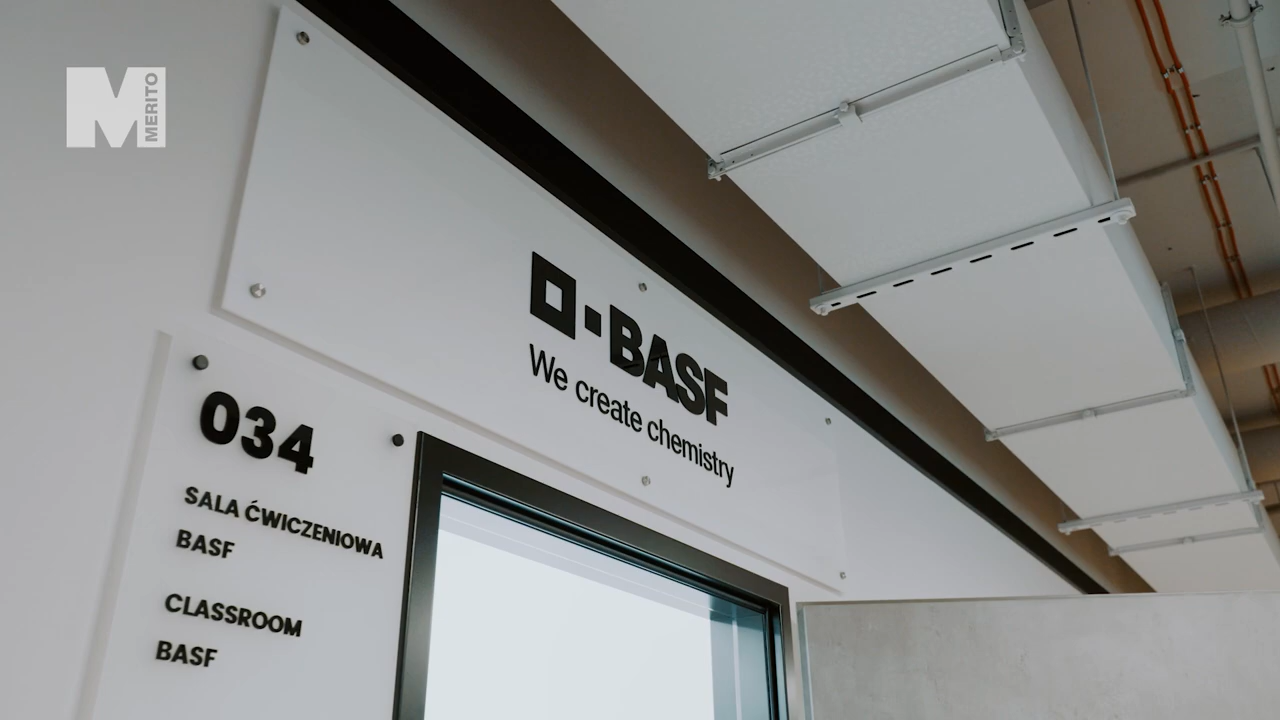 M MERITO
BASF
We create chemistry
034
SALA ĆWICZENIOWA
BASF
CLASSROOM
BASF